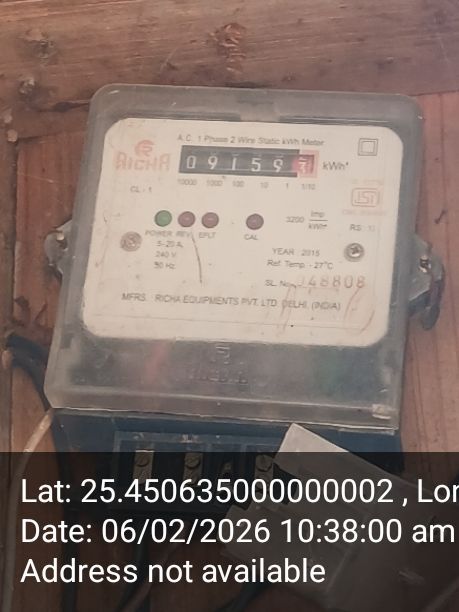 A.C. 1 Phase 2 Wire Static kWh Meter
RICHA
0 9 1 5 9
kWh
10000 1000 100 10 1 1/10
CL - 1
ISI
3200 Imp/kWh
POWER REV EPLT CAL
5-20 A,
240 V
50 Hz.
YEARR : 2015
Ref. Temp. - 27°C
SL. No. 048808
MFRS. : RICHA EQUIPMENTS PVT. LTD. DELHI, (INDIA)
Lat: 25.450635000000002 , Lon
Date: 06/02/2026 10:38:00 am
Address not available